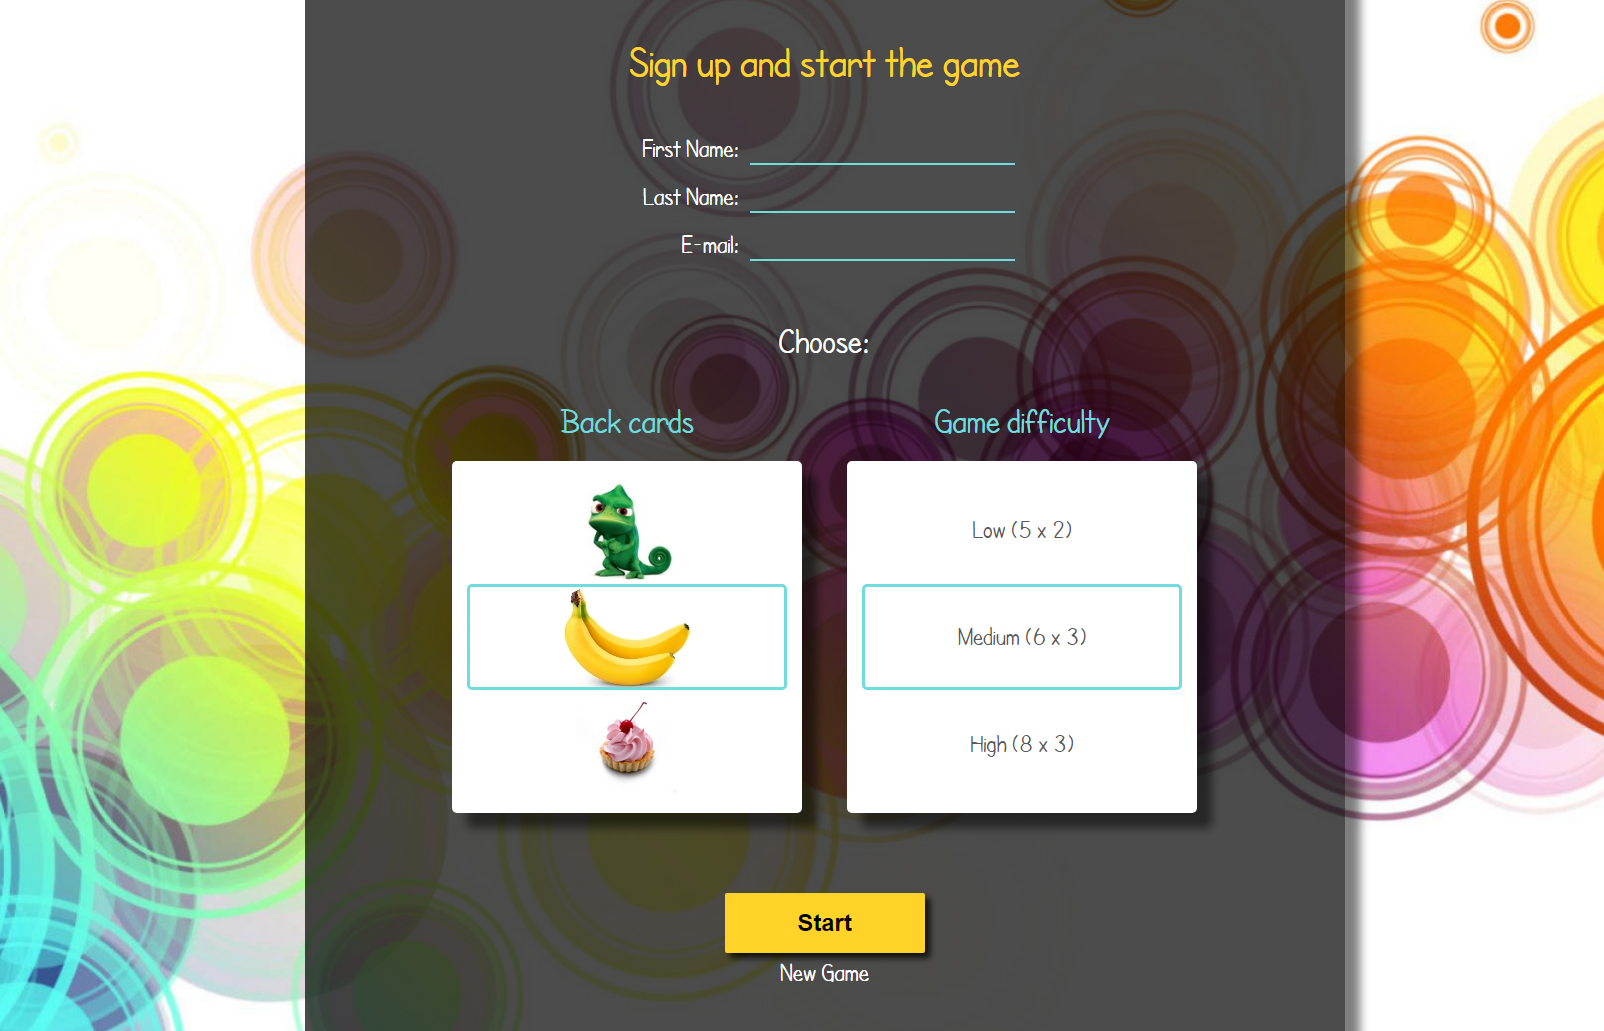 Sign up and start the game
First Name:
Last Name:
E-mail:
Choose:
Back cards
Game difficulty
Low (5 x 2)
Medium (6 x 3)
High (8 x 3)
Start
New Game